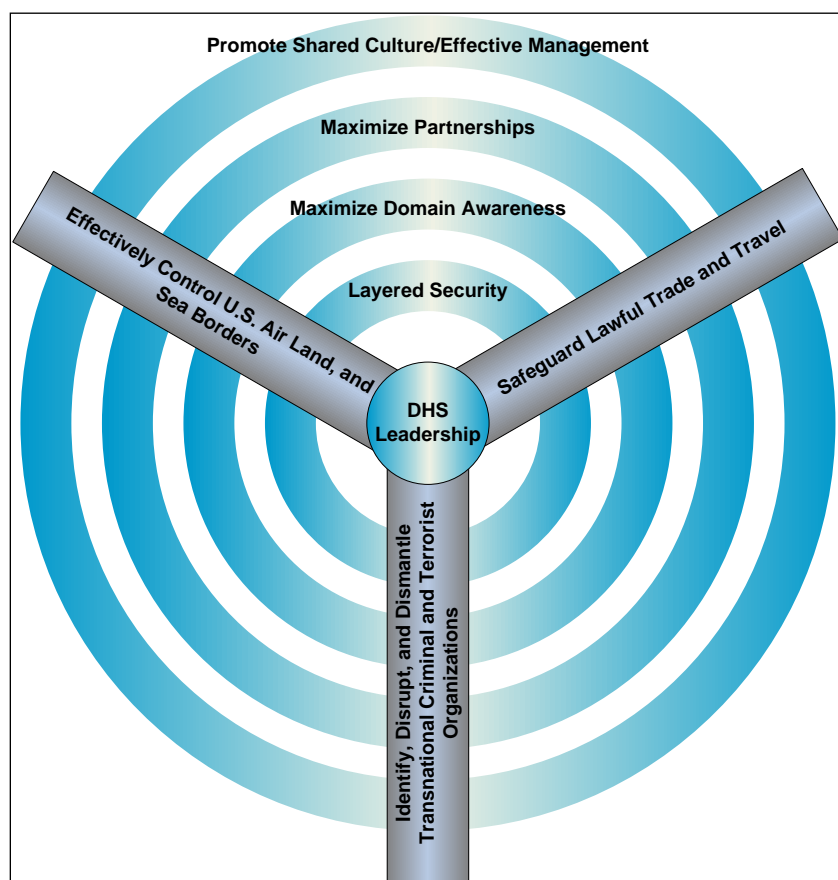 Promote Shared Culture/Effective Management
Maximize Partnerships
Maximize Domain Awareness
Layered Security
Effectively Control U.S. Air Land, and
Sea Borders
Safeguard Lawful Trade and Travel
DHS
Leadership
Identify, Disrupt, and Dismantle
Transnational Criminal and Terrorist
Organizations